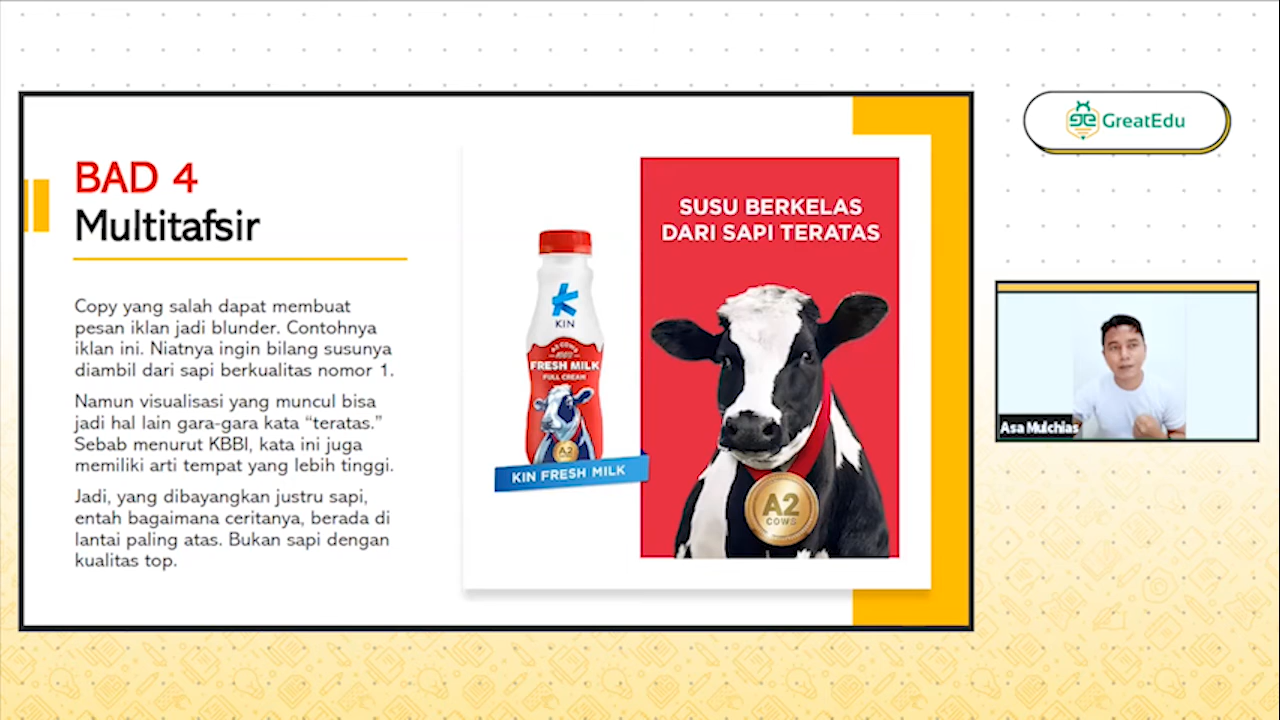 BAD 4
Multitafsir
Copy yang salah dapat membuat
pesan iklan jadi blunder. Contohnya
iklan ini. Niatnya ingin bilang susunya
diambil dari sapi berkualitas nomor 1.
Namun visualisasi yang muncul bisa
jadi hal lain gara-gara kata “teratas.”
Sebab menurut KBBI, kata ini juga
memiliki arti tempat yang lebih tinggi.
Jadi, yang dibayangkan justru sapi,
entah bagaimana ceritanya, berada di
lantai paling atas. Bukan sapi dengan
kualitas top.
KIN
A2 COWS
100%
FRESH MILK
FULL CREAM
A2
KIN FRESH MILK
SUSU BERKELAS
DARI SAPI TERATAS
A2
COWS
GreatEdu
Asa Mulchias